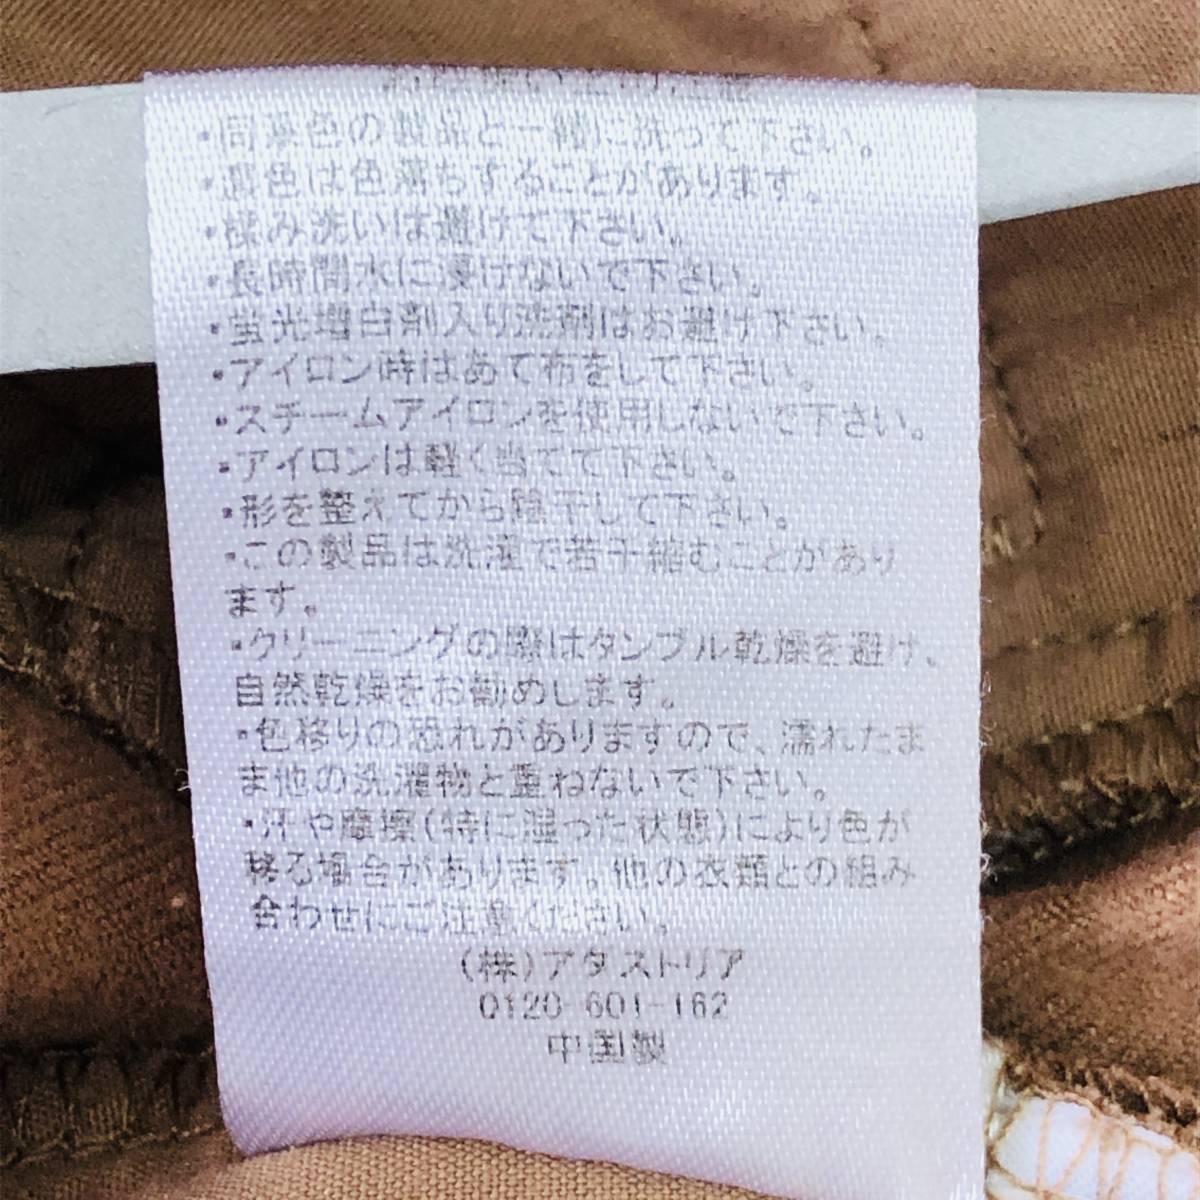 ・同系色の製品と一緒に洗って下さい。
・濃色は色落ちすることがあります。
・揉み洗いは避けて下さい。
・長時間水に浸けないで下さい。
・蛍光増白剤入り洗剤はお避け下さい。
・アイロン時はあて布をして下さい。
・スチームアイロンを使用しないで下さい。
・アイロンは軽く当てて下さい。
・形を整えてから陰干しして下さい。
・この製品は洗濯で若干縮むことがあり
ます。
・クリーニングの際はタンブル乾燥を避け、
自然乾燥をお勧めします。
・色移りの恐れがありますので、濡れたま
ま他の洗濯物と重ねないで下さい。
・汗や摩擦(特に湿った状態)により色が
移る場合があります。他の衣類との組み
合わせにご注意ください。
(株)アダストリア
0120-601-162
中国製